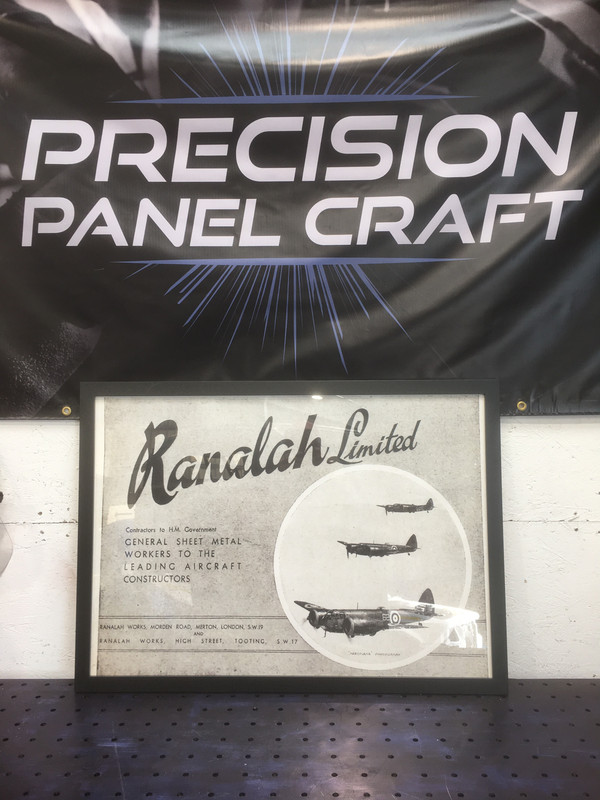 PRECISION
PANEL CRAFT
Ranalah Limited
Contractors to H.M. Government
GENERAL SHEET METAL
WORKERS TO THE
LEADING AIRCRAFT
CONSTRUCTORS
RANALAH WORKS, MORDEN ROAD, MERTON, LONDON, S.W.19
AND
RANALAH WORKS, HIGH STREET, TOOTING, S.W.17